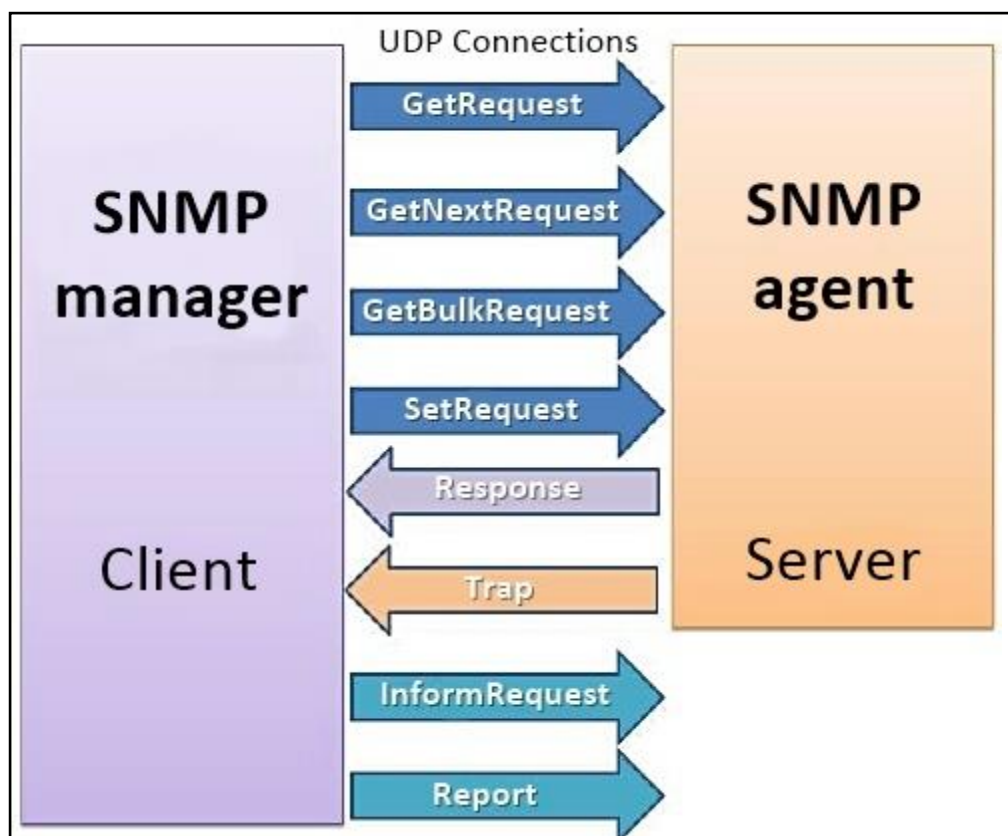 UDP Connections
GetRequest
SNMP
manager
GetNextRequest
SNMP
agent
GetBulkRequest
SetRequest
Response
Client
Server
Trap
InformRequest
Report